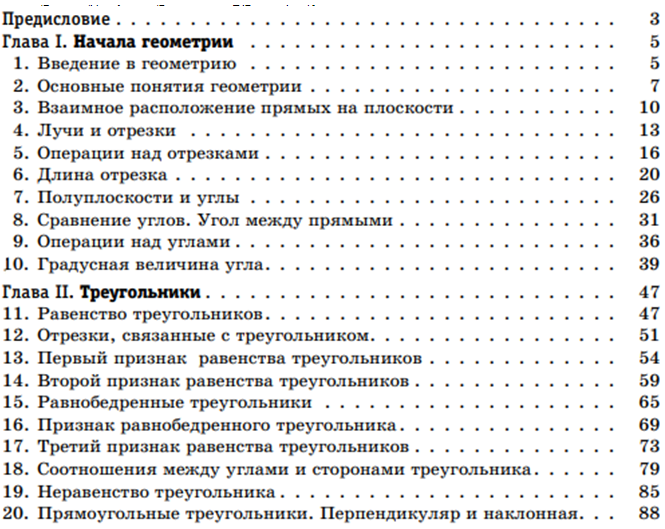 Предисловие . . . . . . . . . . . . . . . . . . . . . . . . . . . . . . . . . 3
Глава I. Начала геометрии . . . . . . . . . . . . . . . . . . . . . . . . 5
1. Введение в геометрию . . . . . . . . . . . . . . . . . . . . . . . . 5
2. Основные понятия геометрии . . . . . . . . . . . . . . . . . . . . 7
3. Взаимное расположение прямых на плоскости . . . . . . . . . . 10
4. Лучи и отрезки . . . . . . . . . . . . . . . . . . . . . . . . . . . . 13
5. Операции над отрезками . . . . . . . . . . . . . . . . . . . . . . . 16
6. Длина отрезка . . . . . . . . . . . . . . . . . . . . . . . . . . . . . 20
7. Полуплоскости и углы . . . . . . . . . . . . . . . . . . . . . . . . 26
8. Сравнение углов. Угол между прямыми . . . . . . . . . . . . . . 31
9. Операции над углами . . . . . . . . . . . . . . . . . . . . . . . . . 36
10. Градусная величина угла. . . . . . . . . . . . . . . . . . . . . . . 39
Глава II. Треугольники . . . . . . . . . . . . . . . . . . . . . . . . . . 47
11. Равенство треугольников. . . . . . . . . . . . . . . . . . . . . . . 47
12. Отрезки, связанные с треугольником. . . . . . . . . . . . . . . . 51
13. Первый признак равенства треугольников . . . . . . . . . . . . 54
14. Второй признак равенства треугольников . . . . . . . . . . . . . 59
15. Равнобедренные треугольники . . . . . . . . . . . . . . . . . . . 65
16. Признак равнобедренного треугольника. . . . . . . . . . . . . . 69
17. Третий признак равенства треугольников . . . . . . . . . . . . . 73
18. Соотношения между углами и сторонами треугольника. . . . . . 79
19. Неравенство треугольника . . . . . . . . . . . . . . . . . . . . . . 85
20. Прямоугольные треугольники. Перпендикуляр и наклонная. . . 88